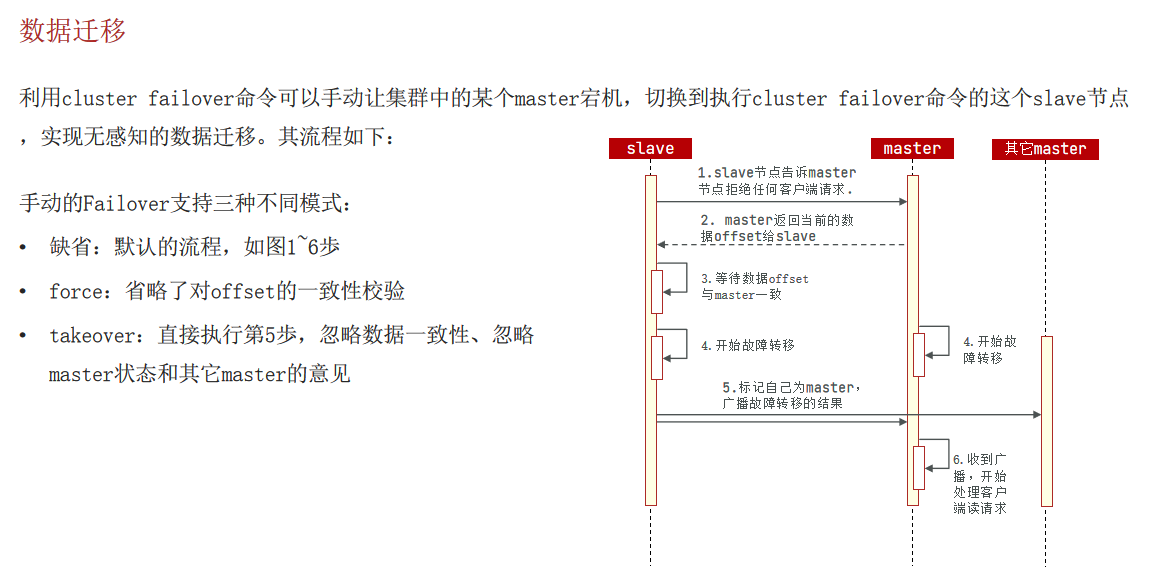 数据迁移
利用cluster failover命令可以手动让集群中的某个master宕机，切换到执行cluster failover命令的这个slave节点
，实现无感知的数据迁移。其流程如下：
手动的Failover支持三种不同模式：
• 缺省：默认的流程，如图1~6步
• force：省略了对offset的一致性校验
• takeover：直接执行第5步，忽略数据一致性、忽略
master状态和其它master的意见
slave
master
其它master
1.slave节点告诉master
节点拒绝任何客户端请求.
2. master返回当前的数
据offset给slave
3.等待数据offset
与master一致
4.开始故障转移
4.开始故
障转移
5.标记自己为master，
广播故障转移的结果
6.收到广
播，开始
处理客户
端读请求